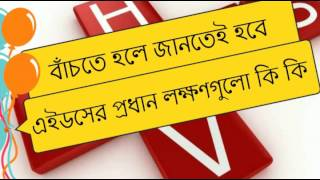 বাঁচতে হলে জানতেই হবে
এইডসের প্রধান লক্ষণগুলো কি কি
H
V